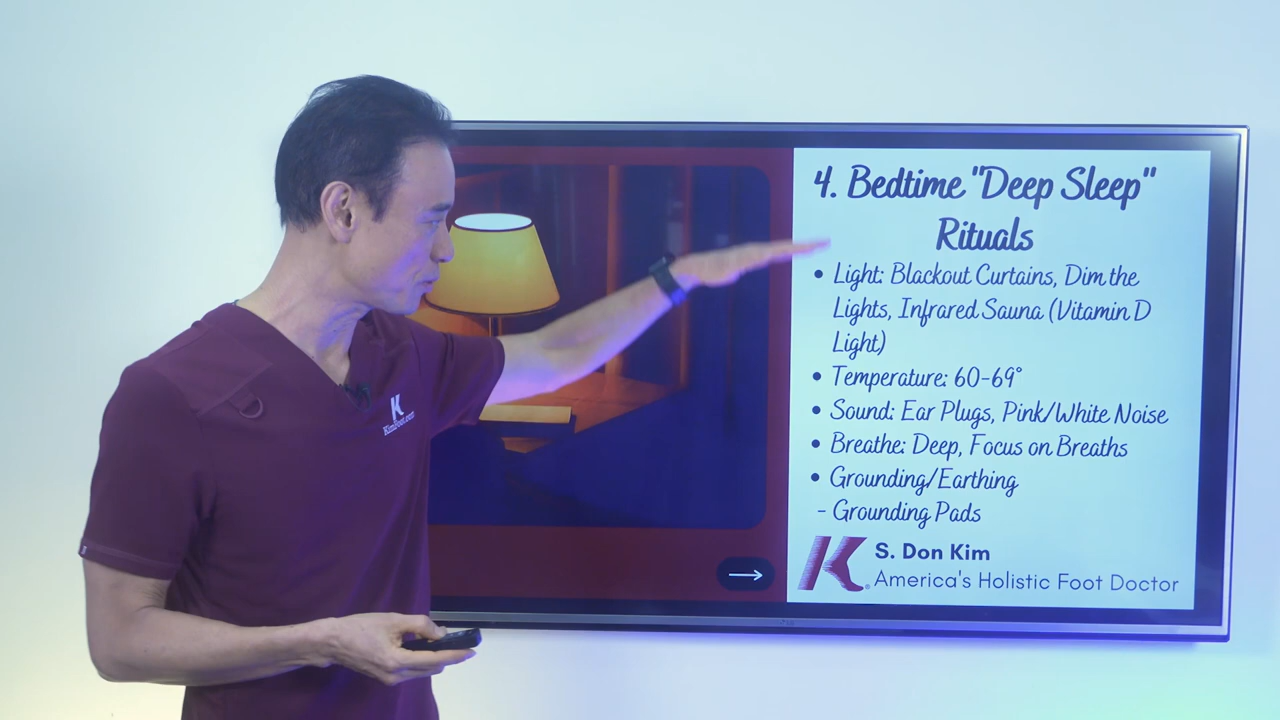 4. Bedtime "Deep Sleep"
Rituals
• Light: Blackout Curtains, Dim the
Lights, Infrared Sauna (Vitamin D
Light)
• Temperature: 60-69°
• Sound: Ear Plugs, Pink/White Noise
• Breathe: Deep, Focus on Breaths
• Grounding/Earthing
- Grounding Pads
K® S. Don Kim
America's Holistic Foot Doctor
K
KimFoot.com